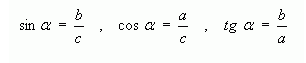 sin α = b/c , cos α = a/c , tg α = b/a